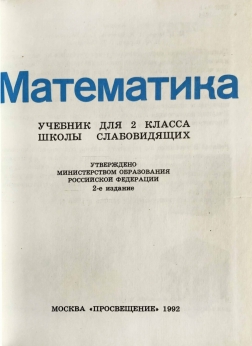 Математика
УЧЕБНИК ДЛЯ 2 КЛАССА
ШКОЛЫ СЛАБОВИДЯЩИХ
УТВЕРЖДЕНО
МИНИСТЕРСТВОМ ОБРАЗОВАНИЯ
РОССИЙСКОЙ ФЕДЕРАЦИИ
2-е издание
МОСКВА «ПРОСВЕЩЕНИЕ» 1992